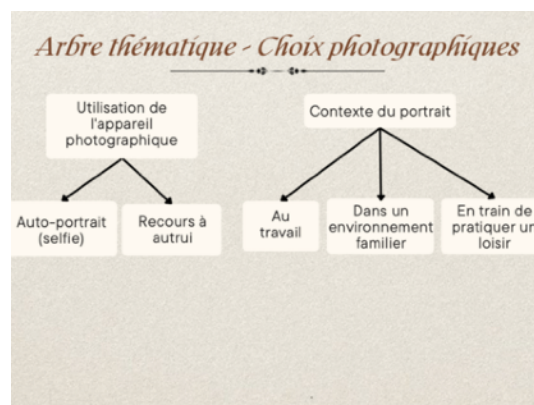 Arbre thématique - Choix photographiques
Utilisation de
l'appareil
photographique
Contexte du portrait
Auto-portrait
(selfie)
Recours à
autrui
Au
travail
Dans un
environnement
familier
En train de
pratiquer un
loisir